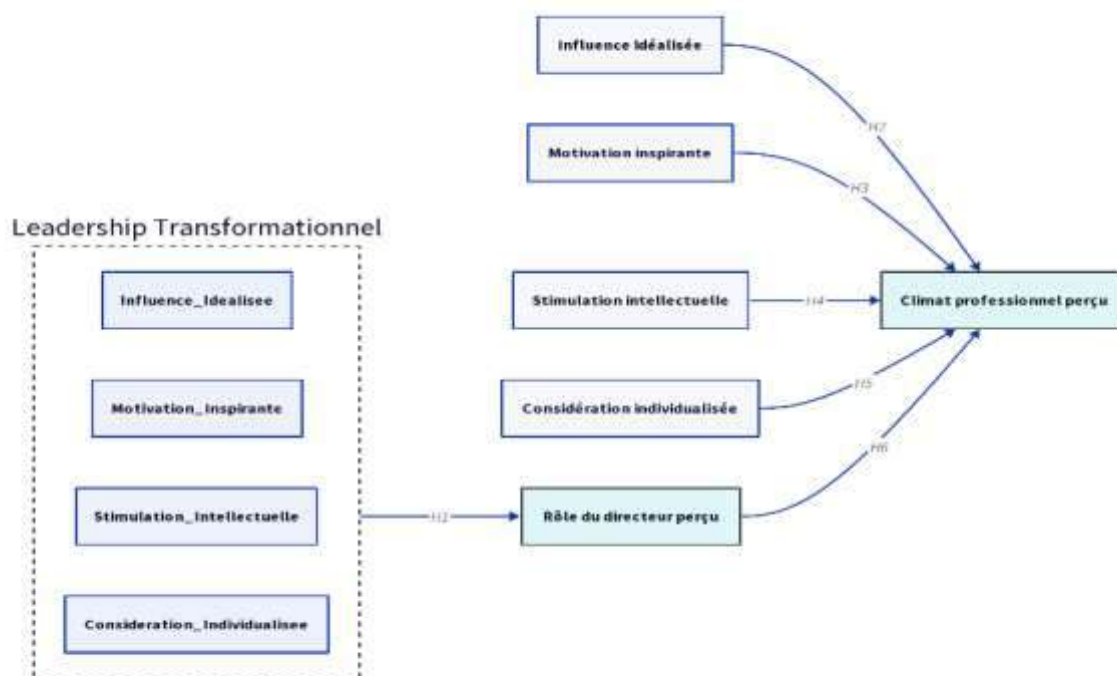 Influence Idéalisée
Motivation inspirante
H3
Leadership Transformationnel
Influence_Idealisee
Stimulation intellectuelle
H4
Climat professionnel perçu
Motivation_Inspirante
Considération individualisée
H5
H6
Stimulation_Intellectuelle
Rôle du directeur perçu
Consideration_Individualisee